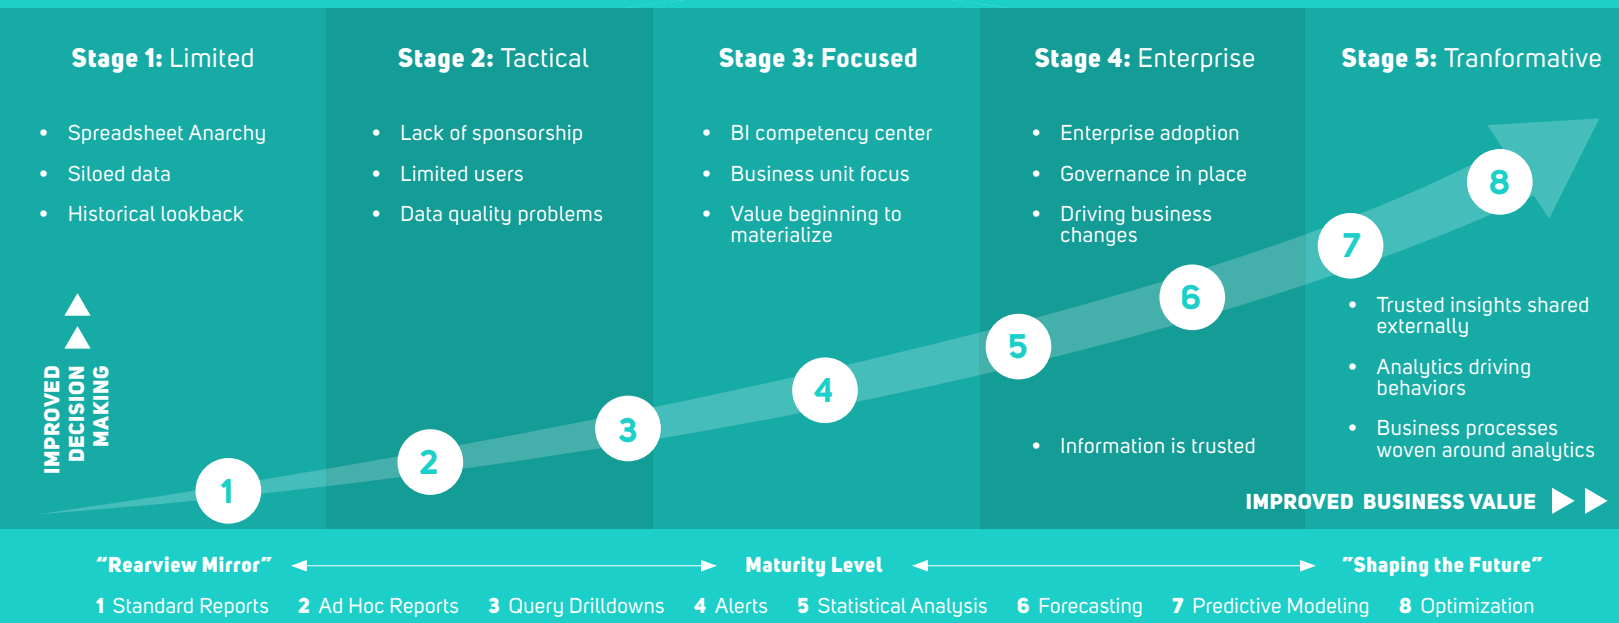 Stage 1: Limited
Spreadsheet Anarchy
Siloed data
Historical lookback
Stage 2: Tactical
Lack of sponsorship
Limited users
Data quality problems
Stage 3: Focused
BI competency center
Business unit focus
Value beginning to
materialize
Stage 4: Enterprise
Enterprise adoption
Governance in place
Driving business
changes
Information is trusted
Stage 5: Tranformative
Trusted insights shared
externally
Analytics driving
behaviors
Business processes
woven around analytics
IMPROVED
DECISION
MAKING
1
2
3
4
5
6
7
8
IMPROVED BUSINESS VALUE
"Rearview Mirror"
Maturity Level
"Shaping the Future"
1 Standard Reports 2 Ad Hoc Reports 3 Query Drilldowns 4 Alerts 5 Statistical Analysis 6 Forecasting 7 Predictive Modeling 8 Optimization